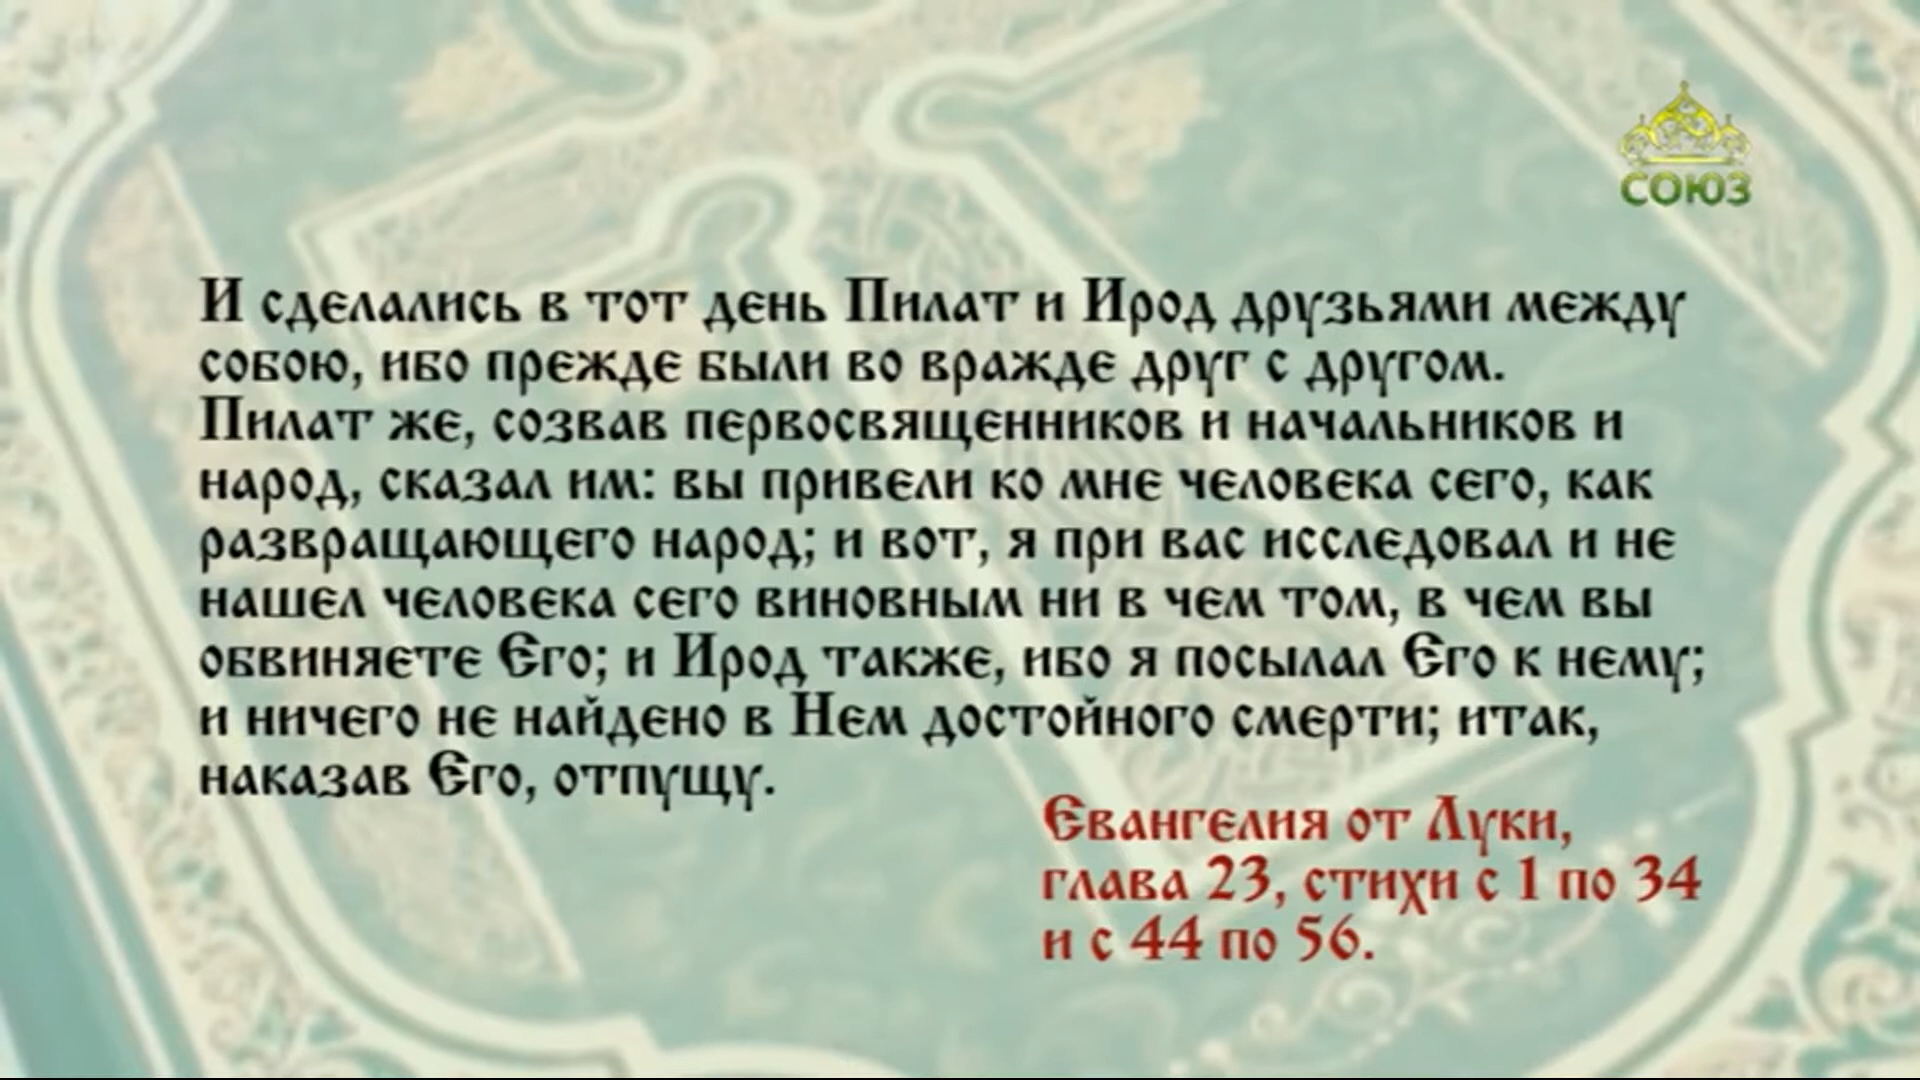 СОЮЗ
И сделались в тот день Пилат и Ирод друзьями между
собою, ибо прежде были во вражде друг с другом.
Пилат же, созвав первосвященников и начальников и
народ, сказал им: вы привели ко мне человека сего, как
развращающего народ; и вот, я при вас исследовал и не
нашел человека сего виновным ни в чем том, в чем вы
обвиняете Его; и Ирод также, ибо я посылал Его к нему;
и ничего не найдено в Нем достойного смерти; итак,
наказав Его, отпущу.
Евангелия от Луки,
глава 23, стихи с 1 по 34
и с 44 по 56.